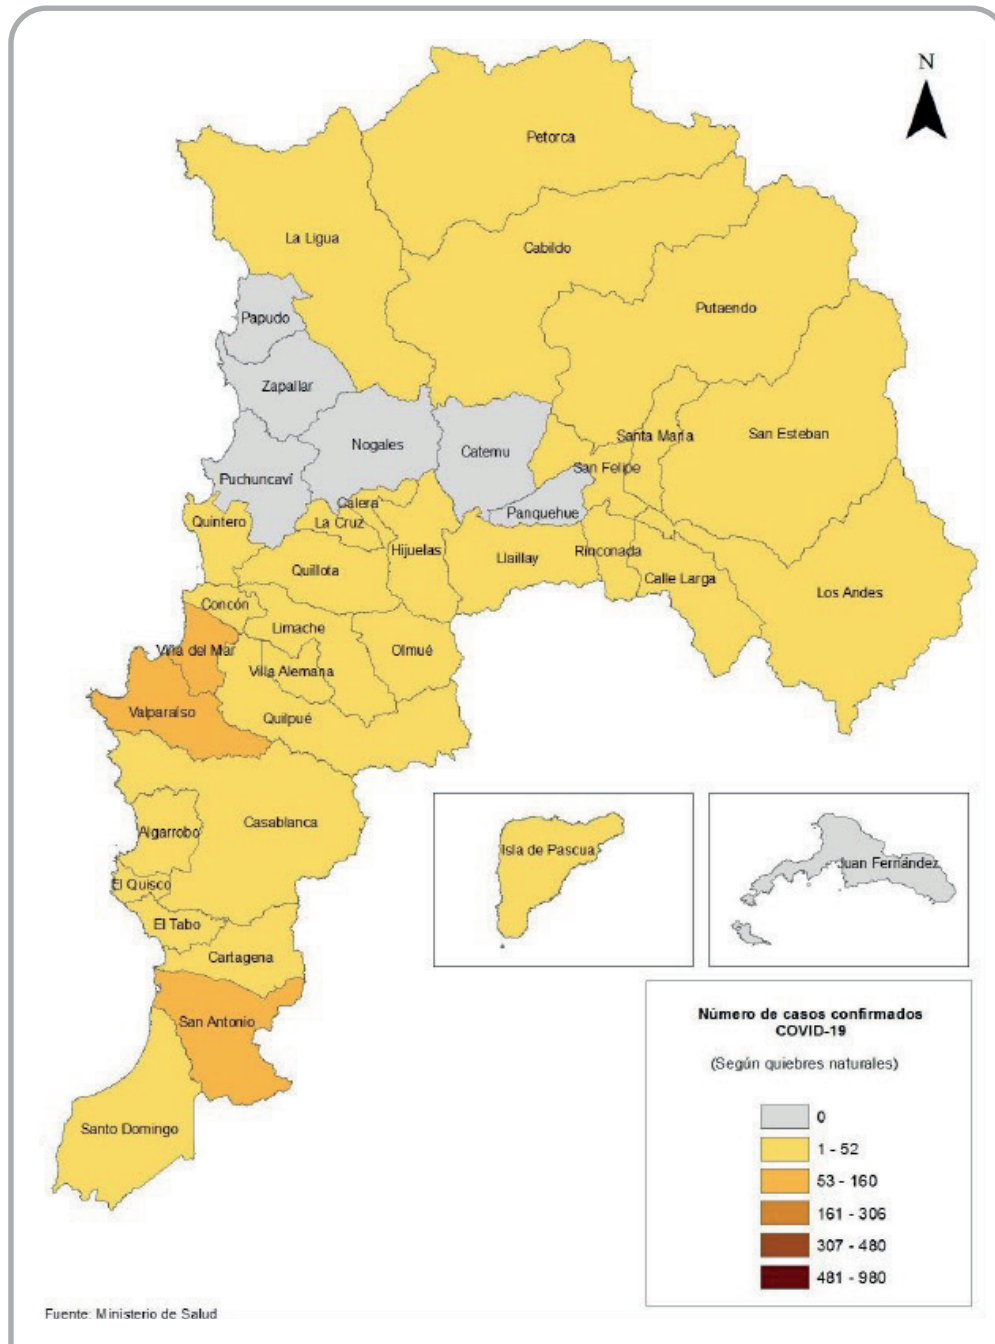 N
Petorca
La Ligua
Cabildo
Putaendo
Papudo
Zapallar
Nogales
Catemu
Santa María
San Esteban
San Felipe
Puchuncaví
Panquehue
Calera
La Cruz
Quintero
Hijuelas
Llaillay
Rinconada
Quillota
Calle Larga
Los Andes
Concón
Limache
Viña del Mar
Villa Alemana
Olmué
Valparaíso
Quilpué
Casablanca
Algarrobo
Isla de Pascua
Juan Fernández
El Quisco
El Tabo
Cartagena
San Antonio
Santo Domingo
Número de casos confirmados
COVID-19
(Según quiebres naturales)
0
1 - 52
53 - 160
161 - 306
307 - 480
481 - 980
Fuente: Ministerio de Salud